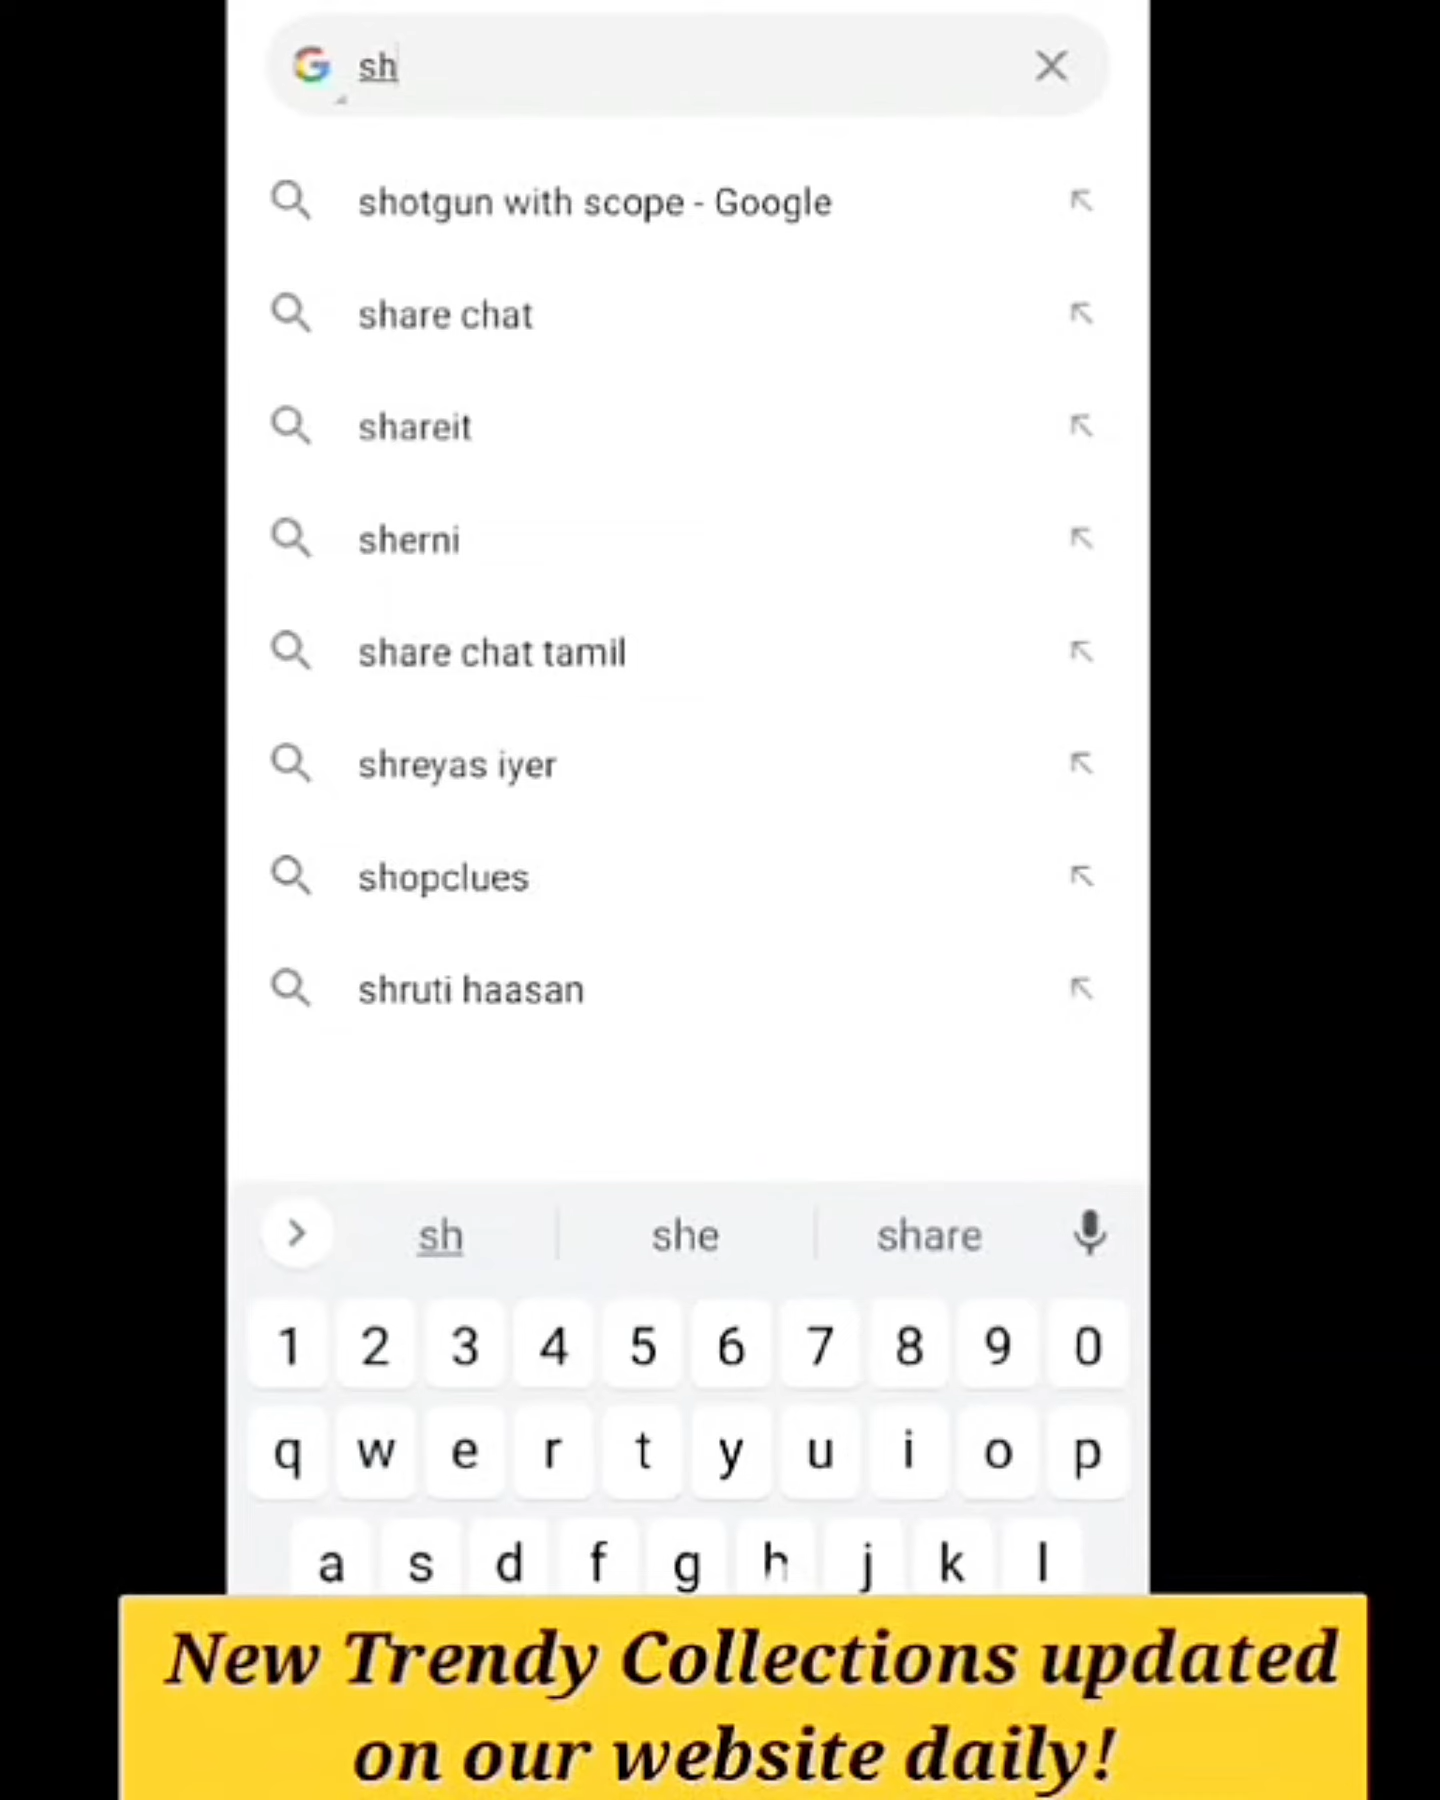 sh
shotgun with scope - Google
share chat
shareit
sherni
share chat tamil
shreyas iyer
shopclues
shruti haasan
sh she share
1 2 3 4 5 6 7 8 9 0
q w e r t y u i o p
a s d f g h j k l
New Trendy Collections updated
on our website daily!